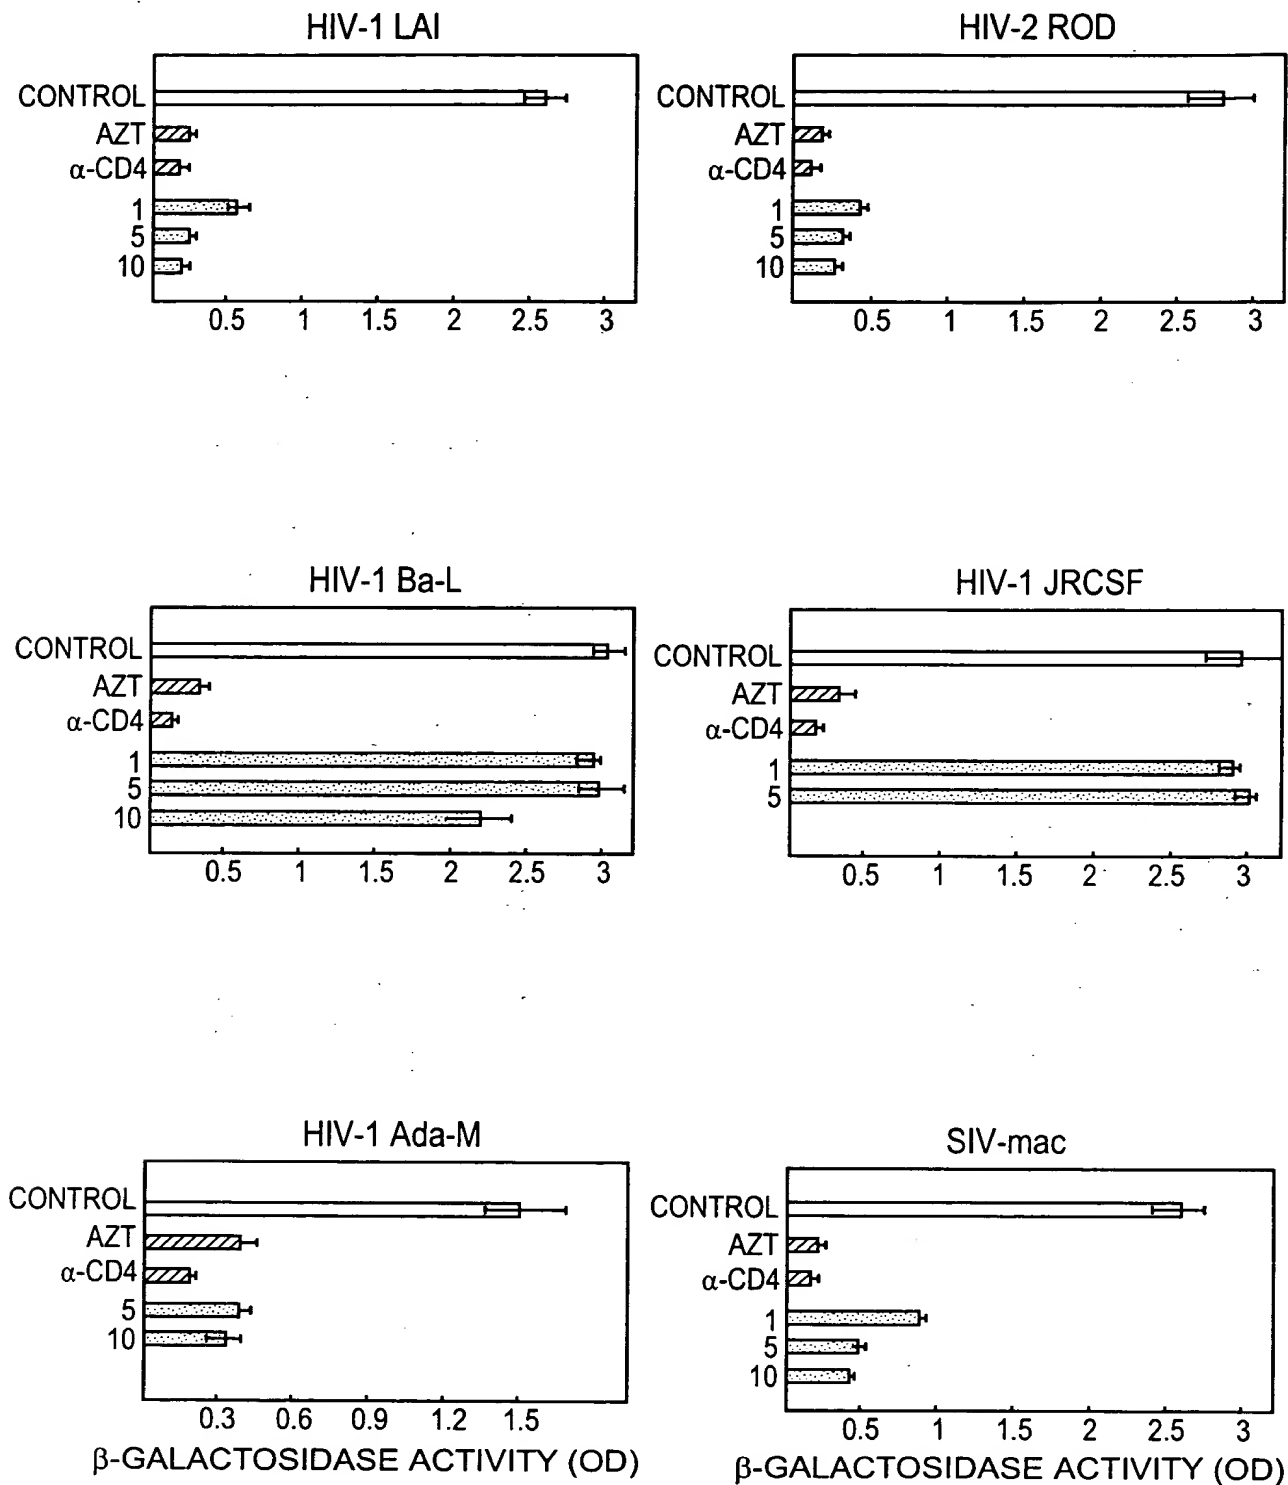 HIV-1 LAI
CONTROL
AZT
α-CD4
1
5
10
0.5 1 1.5 2 2.5 3
HIV-2 ROD
CONTROL
AZT
α-CD4
1
5
10
0.5 1 1.5 2 2.5 3
HIV-1 Ba-L
CONTROL
AZT
α-CD4
1
5
10
0.5 1 1.5 2 2.5 3
HIV-1 JRCSF
CONTROL
AZT
α-CD4
1
5
0.5 1 1.5 2 2.5 3
HIV-1 Ada-M
CONTROL
AZT
α-CD4
5
10
0.3 0.6 0.9 1.2 1.5
β-GALACTOSIDASE ACTIVITY (OD)
SIV-mac
CONTROL
AZT
α-CD4
1
5
10
0.5 1 1.5 2 2.5 3
β-GALACTOSIDASE ACTIVITY (OD)